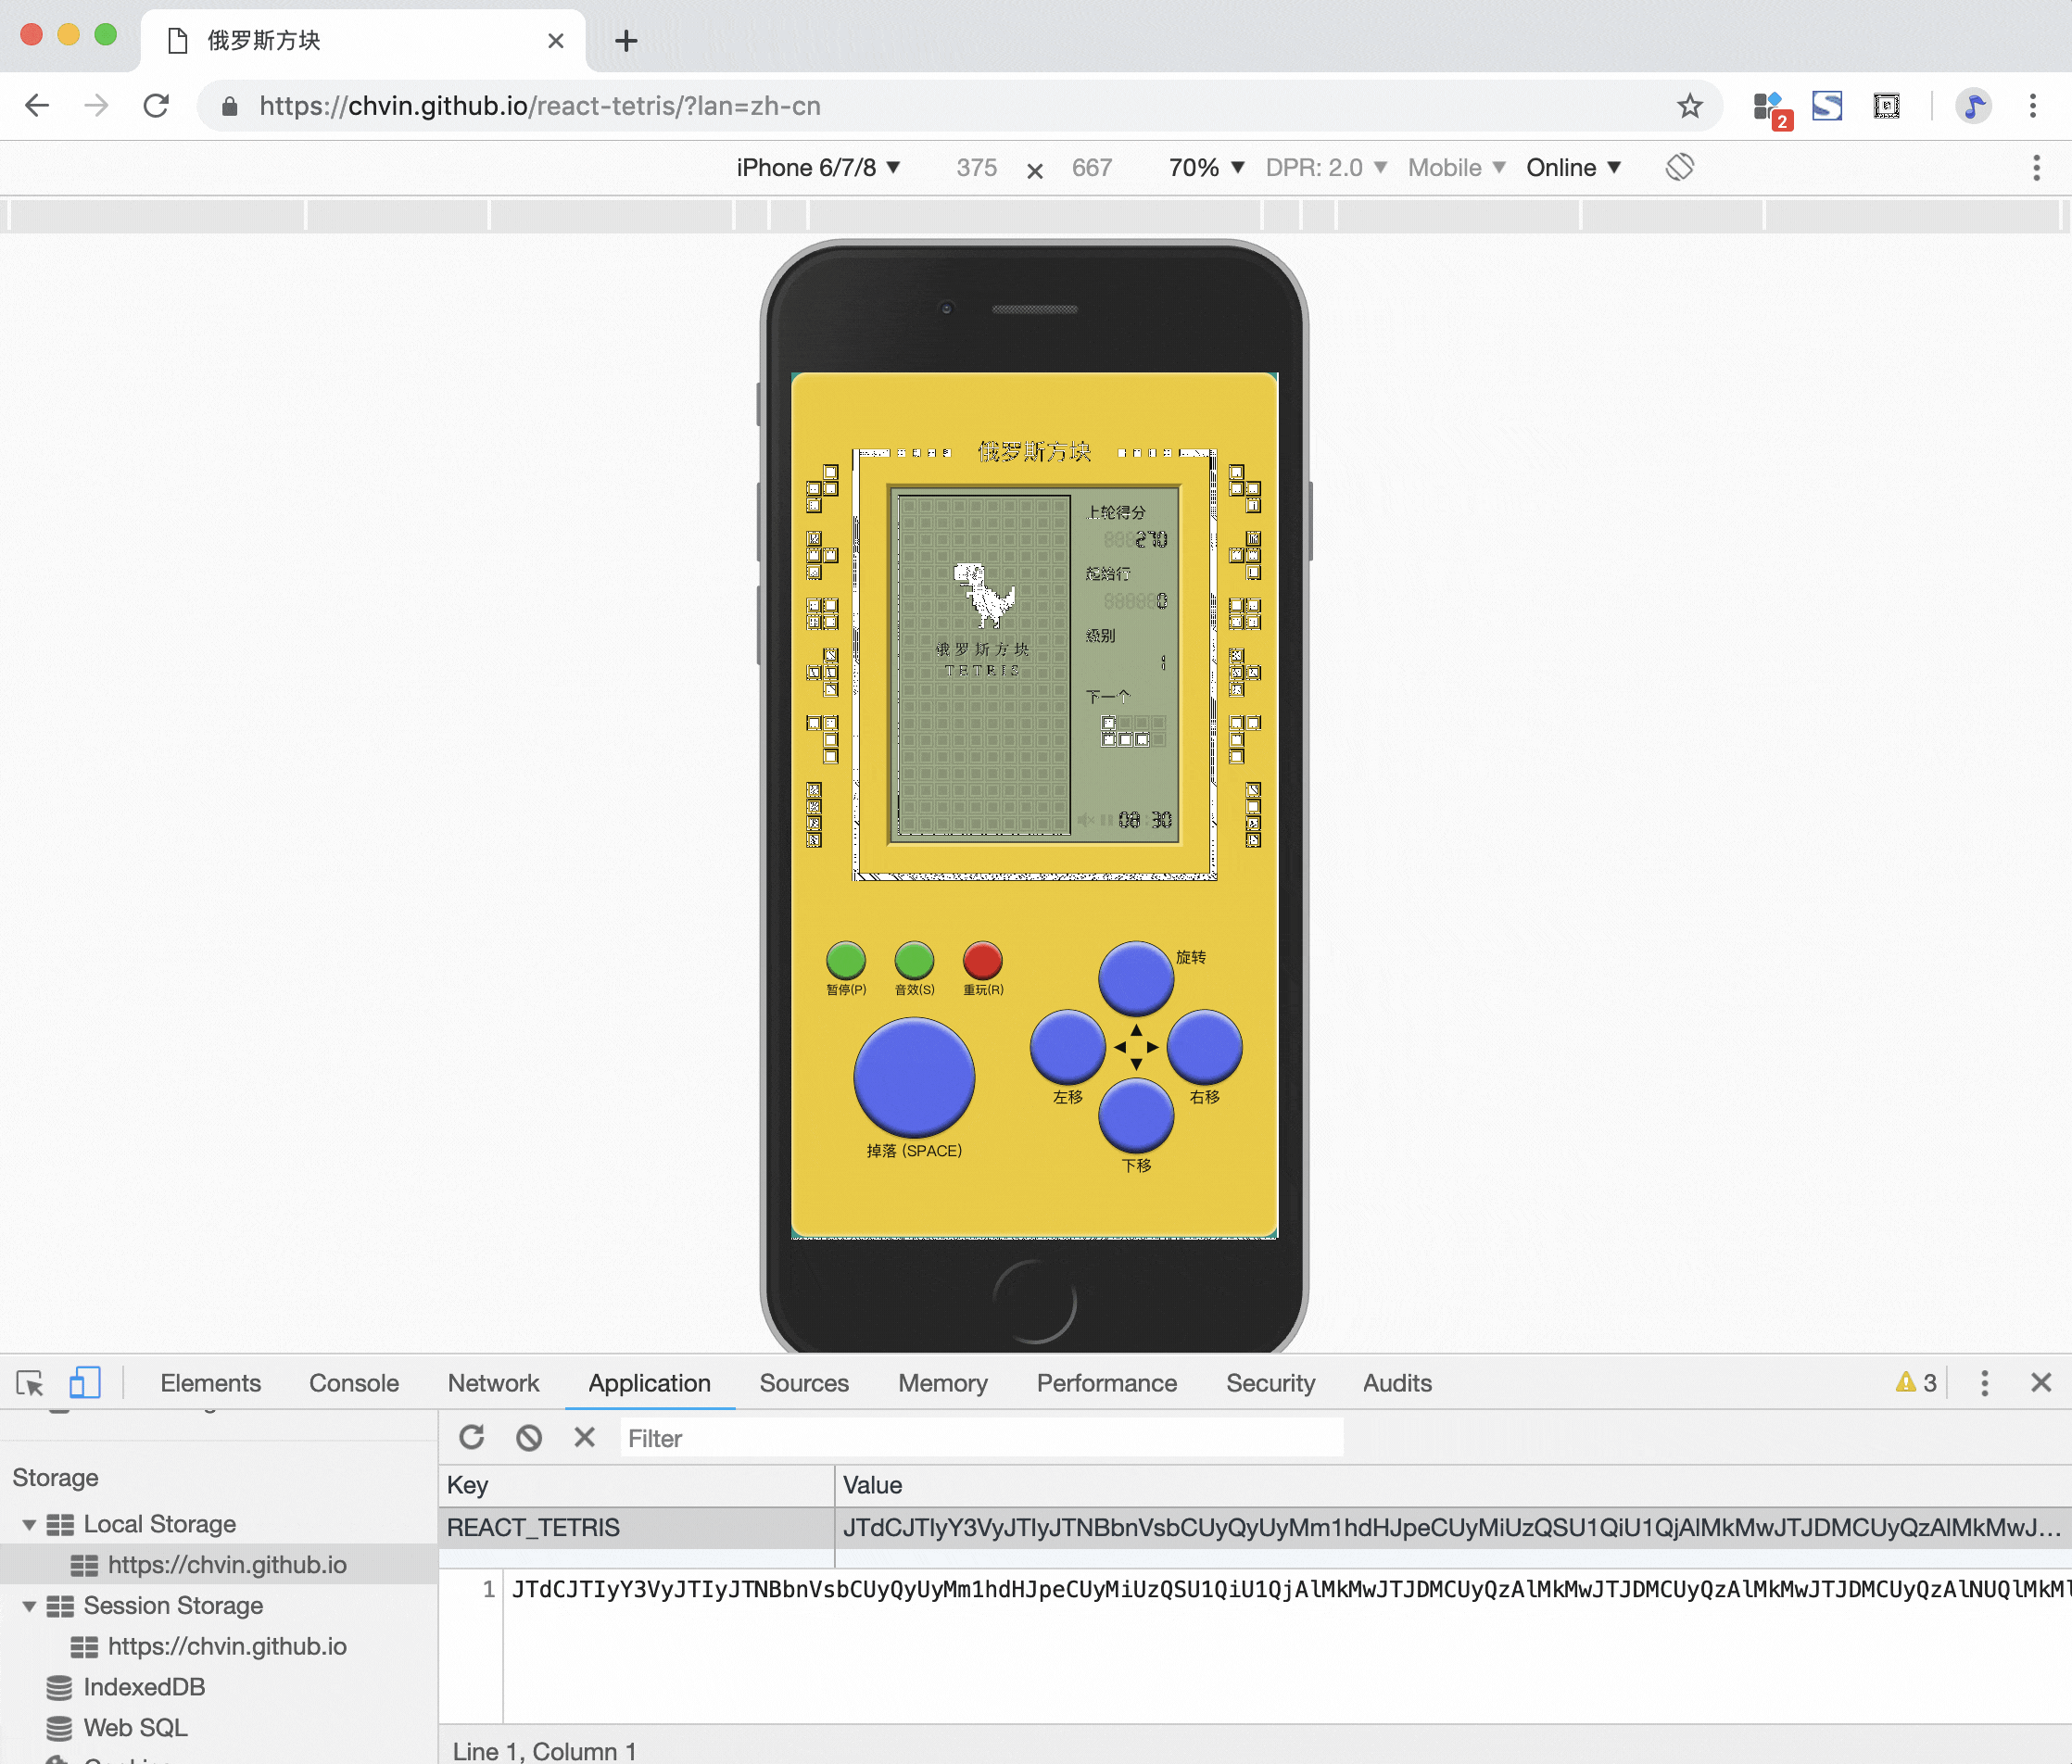 俄罗斯方块
https://chvin.github.io/react-tetris/?lan=zh-cn
2
iPhone 6/7/8 375 × 667 70% DPR: 2.0 Mobile Online
俄罗斯方块
上轮得分
270
起始行
0
级别
1
俄罗斯方块
TETRIS
下一个
08 30
旋转
暂停(P) 音效(S) 重玩(R)
左移 右移
掉落 (SPACE)
下移
Elements Console Network Application Sources Memory Performance Security Audits 3
Filter
Storage
Key Value
Local Storage
REACT_TETRIS JTdCJTIyY3VyJTIyJTNBbnVsbCUyQyUyMm1hdHJpeCUyMiUzQSU1QiU1QjAlMkMwJTJDMCUyQzAlMkMwJ...
https://chvin.github.io
1 JTdCJTIyY3VyJTIyJTNBbnVsbCUyQyUyMm1hdHJpeCUyMiUzQSU1QiU1QjAlMkMwJTJDMCUyQzAlMkMwJTJDMCUyQzAlMkMwJTJDMCUyQzAlNUQlMkM
Session Storage
https://chvin.github.io
IndexedDB
Web SQL
Line 1, Column 1